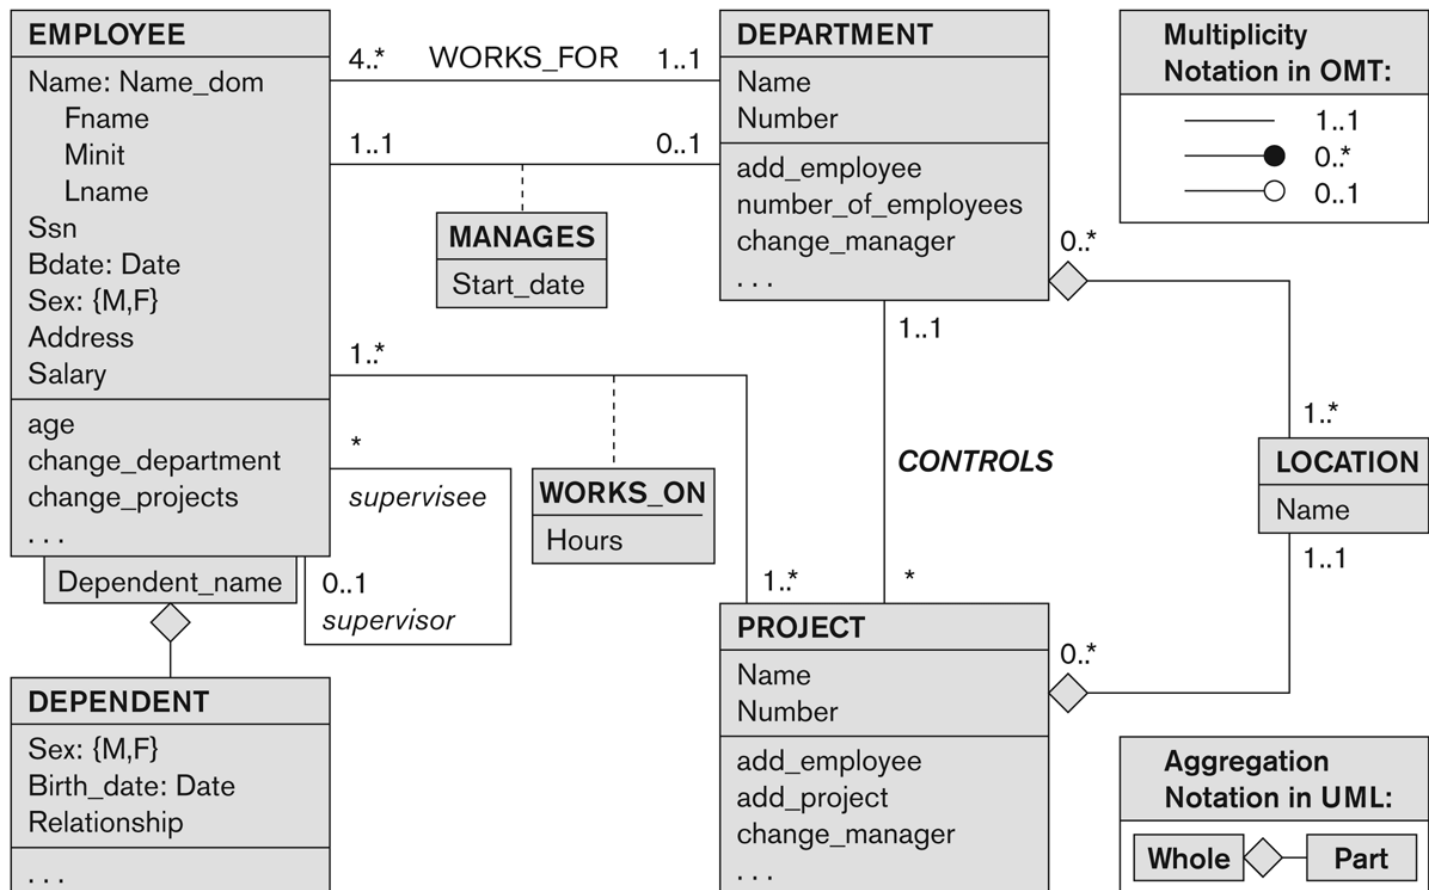 EMPLOYEE
Name: Name_dom
Fname
Minit
Lname
Ssn
Bdate: Date
Sex: {M,F}
Address
Salary
age
change_department
change_projects
. . .
Dependent_name
DEPENDENT
Sex: {M,F}
Birth_date: Date
Relationship
. . .
4..* WORKS_FOR 1..1
1..1 0..1
MANAGES
Start_date
1..*
WORKS_ON
Hours
1..*
*
supervisee
0..1
supervisor
DEPARTMENT
Name
Number
add_employee
number_of_employees
change_manager
. . .
0..*
1..1
CONTROLS
*
PROJECT
Name
Number
add_employee
add_project
change_manager
. . .
0..*
1..*
LOCATION
Name
1..1
Multiplicity
Notation in OMT:
1..1
0..*
0..1
Aggregation
Notation in UML:
Whole Part